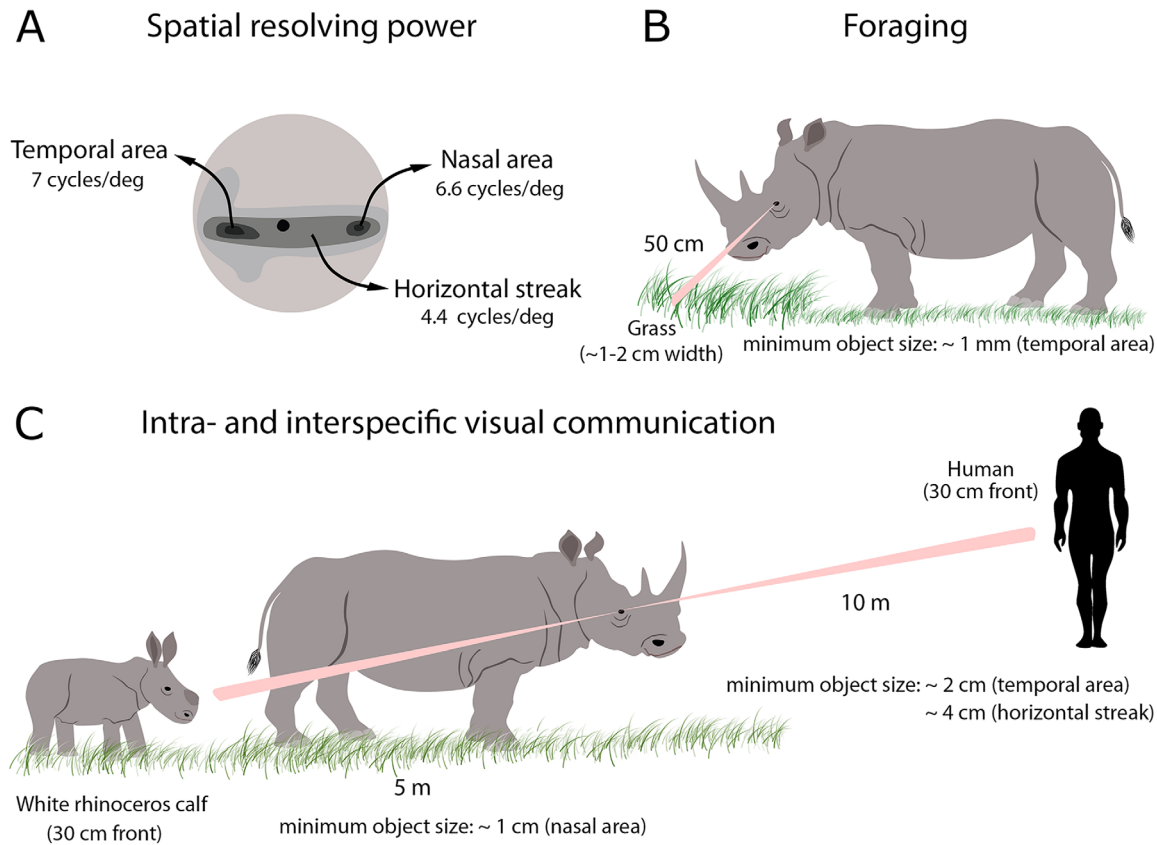 A
Spatial resolving power
Temporal area
7 cycles/deg
Nasal area
6.6 cycles/deg
Horizontal streak
4.4 cycles/deg
B
Foraging
50 cm
Grass
(~1-2 cm width)
minimum object size: ~ 1 mm (temporal area)
C
Intra- and interspecific visual communication
Human
(30 cm front)
10 m
minimum object size: ~ 2 cm (temporal area)
~ 4 cm (horizontal streak)
5 m
White rhinoceros calf
(30 cm front)
minimum object size: ~ 1 cm (nasal area)